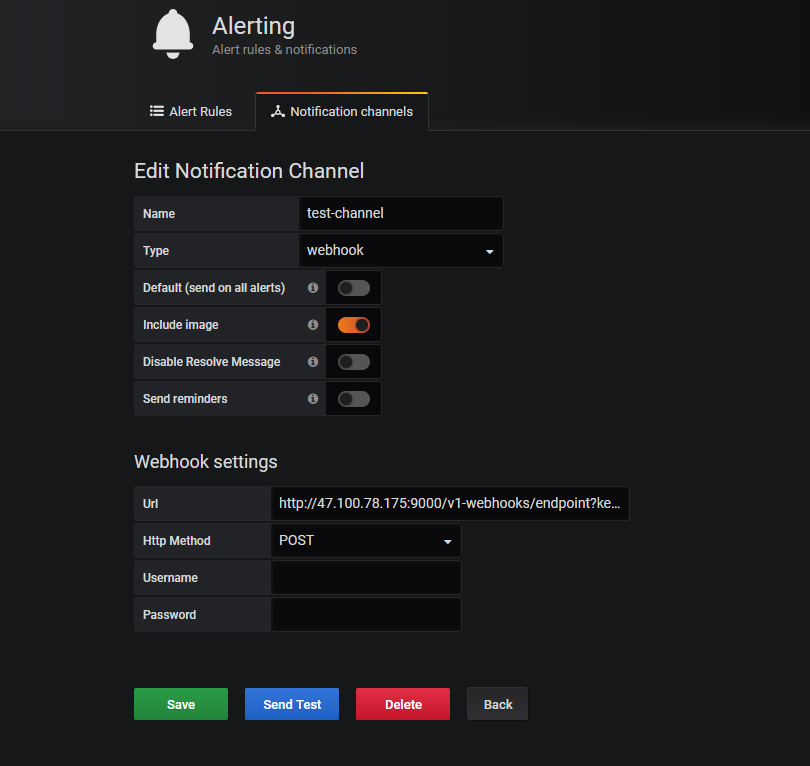 Alerting
Alert rules & notifications
Alert Rules
Notification channels
Edit Notification Channel
Name test-channel
Type webhook
Default (send on all alerts)
Include image
Disable Resolve Message
Send reminders
Webhook settings
Url http://47.100.78.175:9000/v1-webhooks/endpoint?ke...
Http Method POST
Username
Password
Save Send Test Delete Back